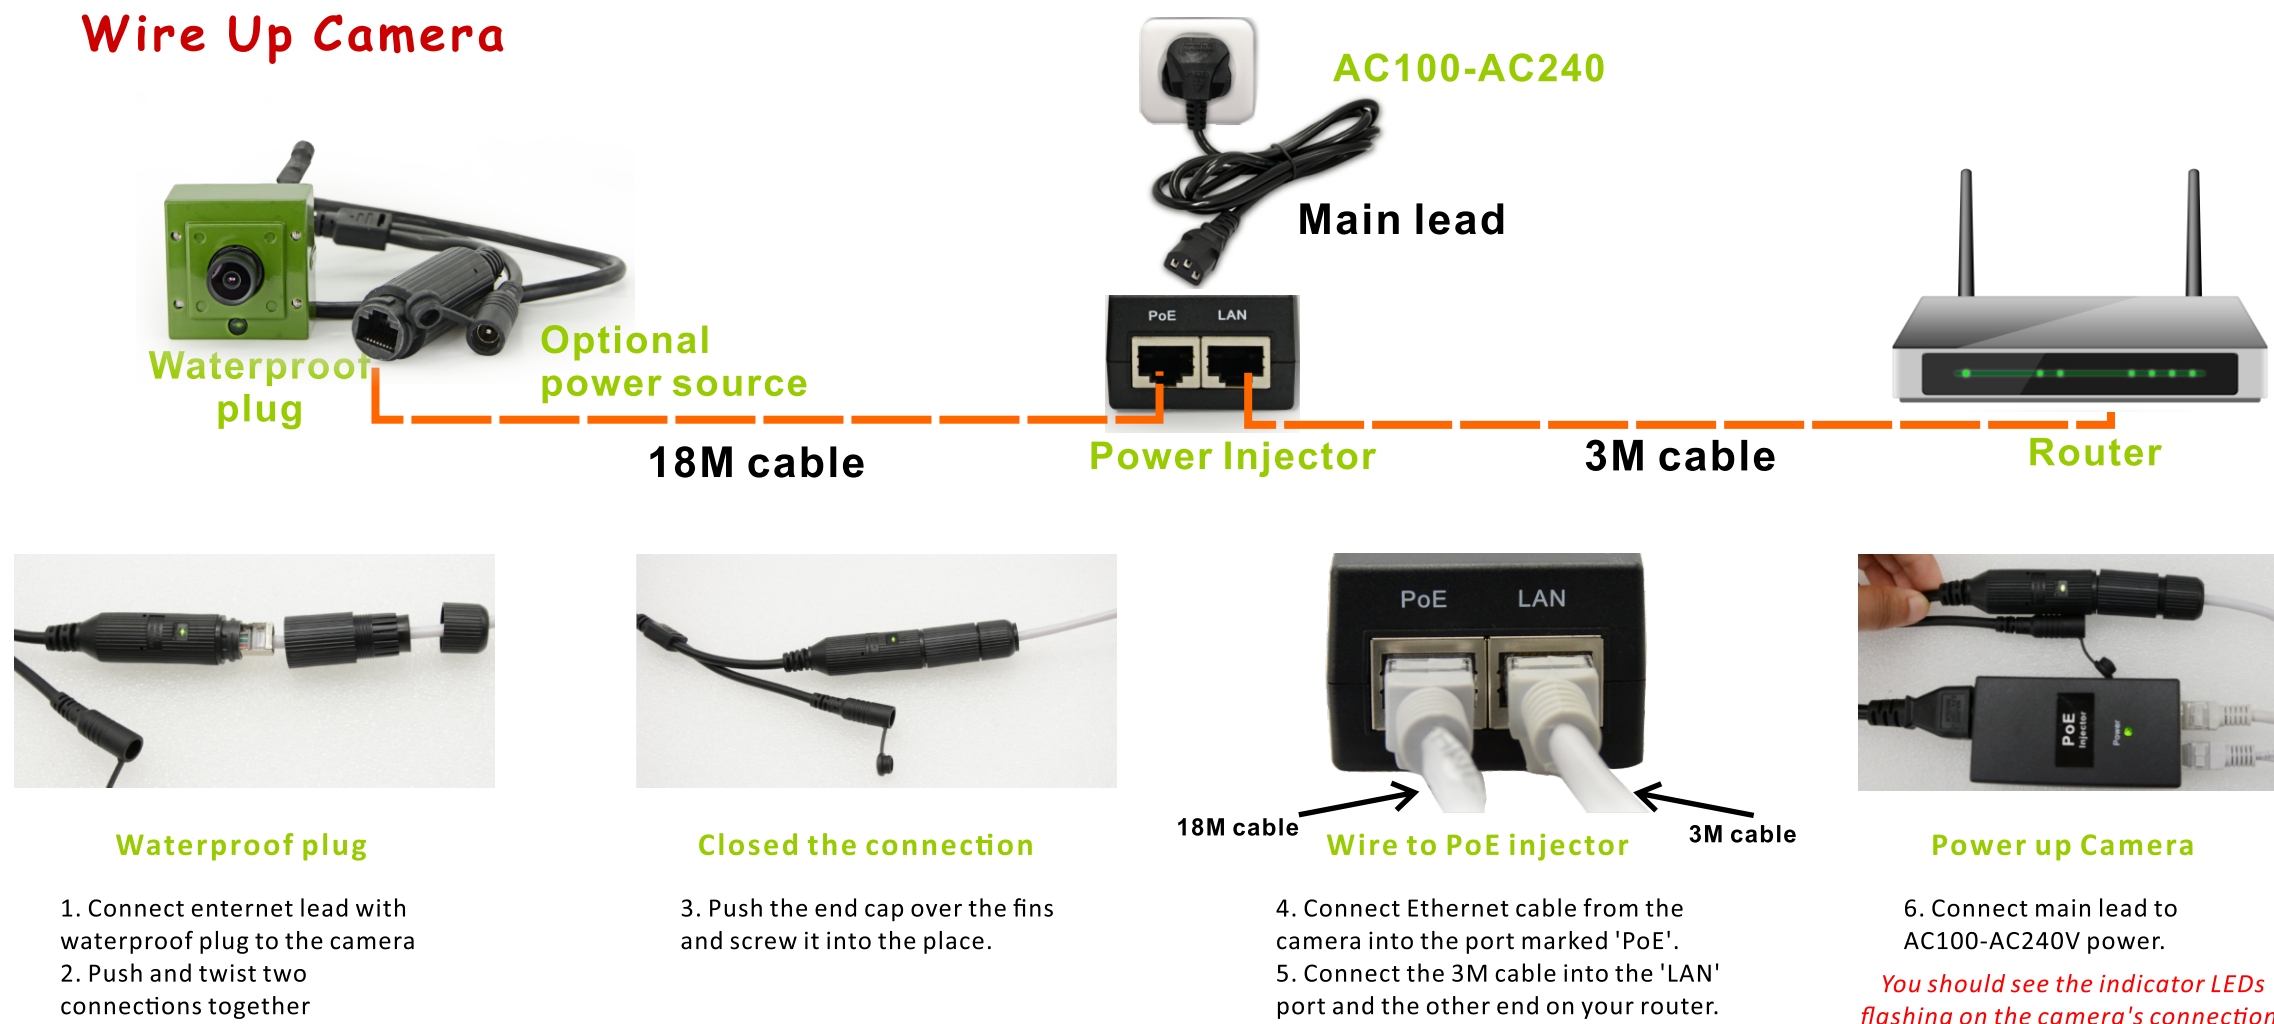 Wire Up Camera
AC100-AC240
Main lead
PoE LAN
Optional
power source
Waterproof
plug
18M cable
Power Injector
3M cable
Router
PoE LAN
PoE
Injector
Power
18M cable
3M cable
Waterproof plug
1. Connect enternet lead with
waterproof plug to the camera
2. Push and twist two
connections together
Closed the connection
3. Push the end cap over the fins
and screw it into the place.
Wire to PoE injector
4. Connect Ethernet cable from the
camera into the port marked 'PoE'.
5. Connect the 3M cable into the 'LAN'
port and the other end on your router.
Power up Camera
6. Connect main lead to
AC100-AC240V power.
You should see the indicator LEDs
flashing on the camera's connection